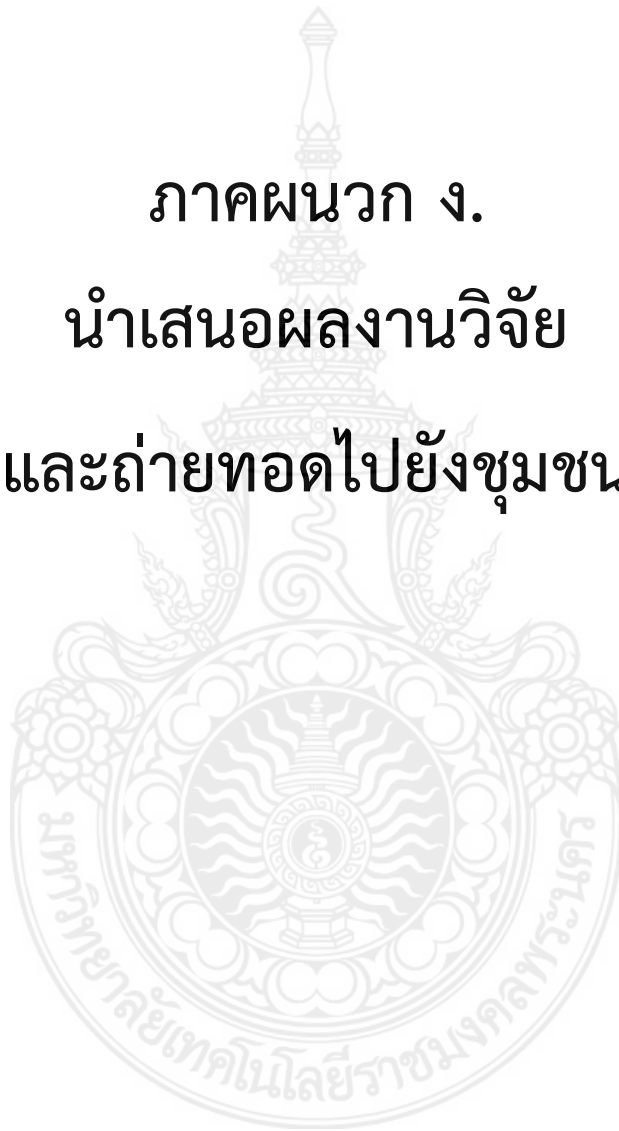 ภาคผนวก ง.
นำเสนอผลงานวิจัย
และถ่ายทอดไปยังชุมชน
มหาวิทยาลัยเทคโนโลยีราชมงคลพระนคร